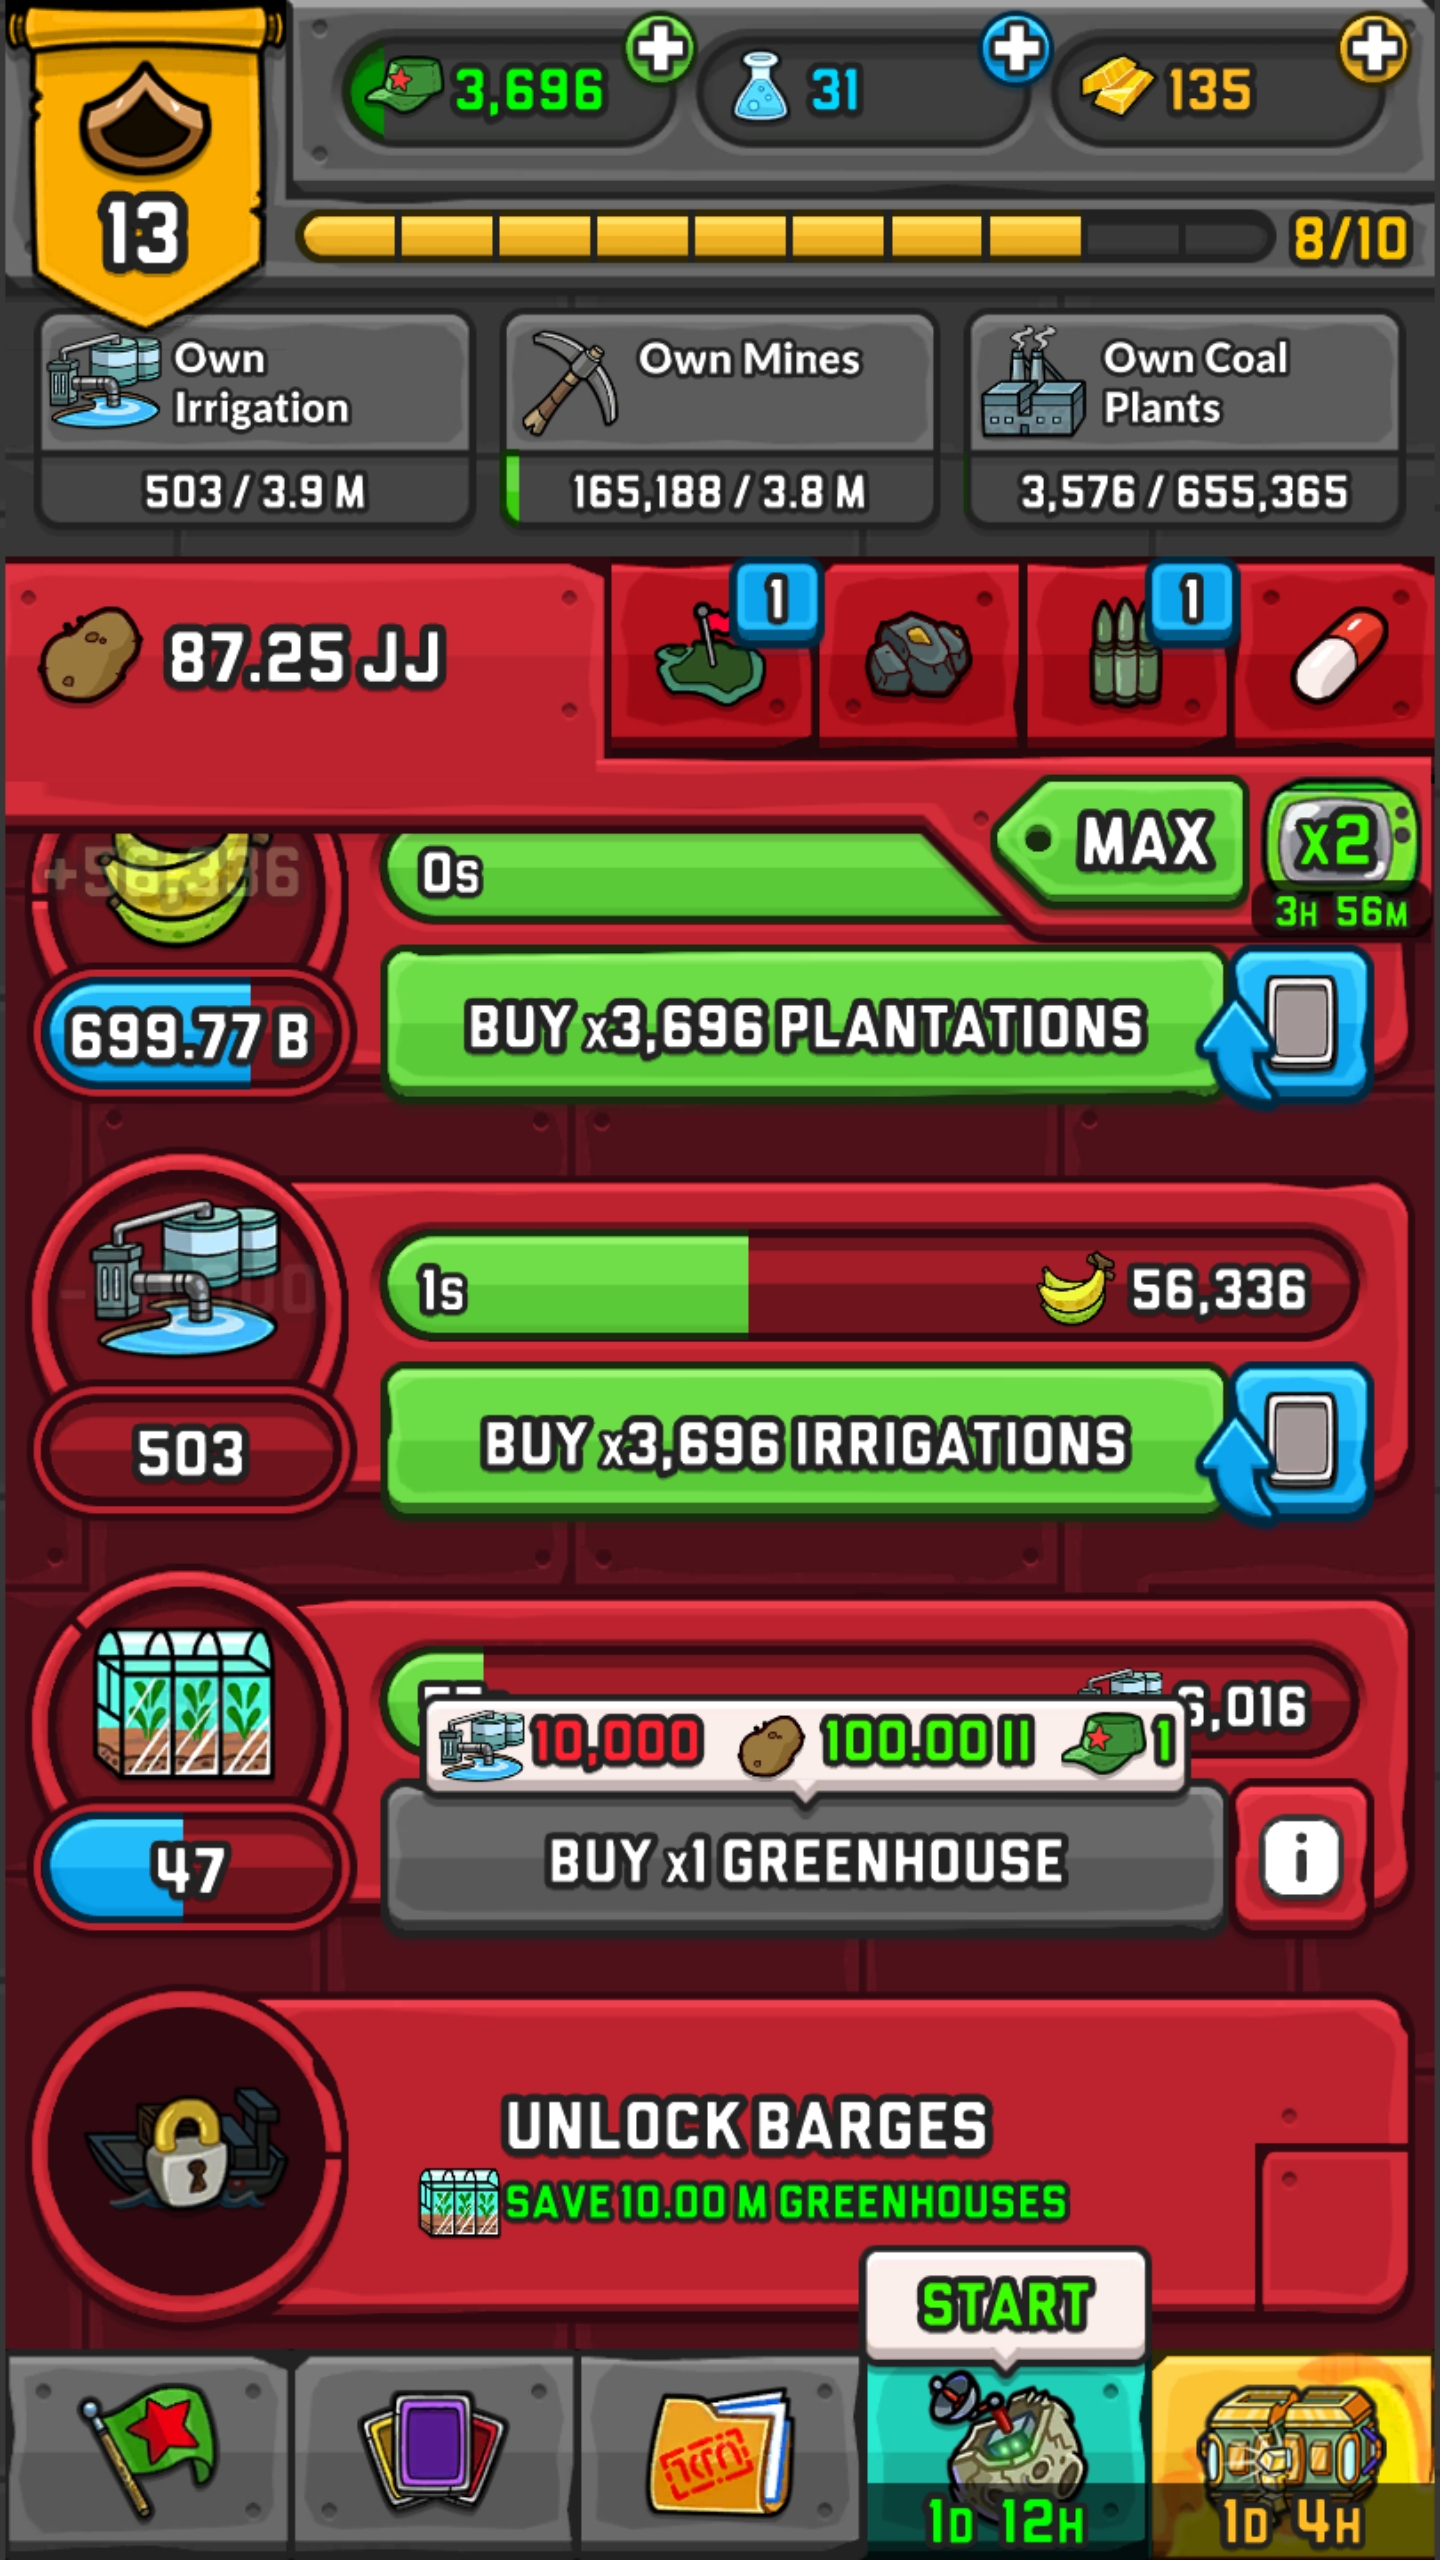 3,696
31
135
13
8/10
Own
Irrigation
503 / 3.9 M
Own Mines
165,188 / 3.8 M
Own Coal
Plants
3,576 / 655,365
87.25 JJ
1
1
MAX
x2
3H 56M
+56,336
0s
699.77 B
BUY x3,696 PLANTATIONS
1s
56,336
503
BUY x3,696 IRRIGATIONS
6,016
10,000
100.00 II
1
47
BUY x1 GREENHOUSE
i
UNLOCK BARGES
SAVE 10.00 M GREENHOUSES
START
1D 12H
1D 4H